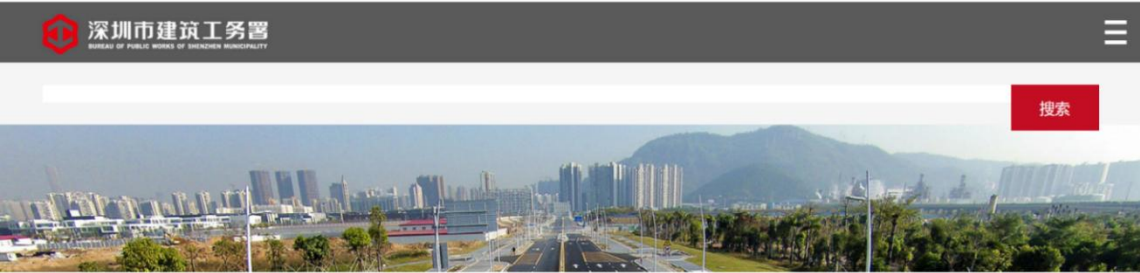 深圳市建筑工务署
BUREAU OF PUBLIC WORKS OF SHENZHEN MUNICIPALITY
搜索